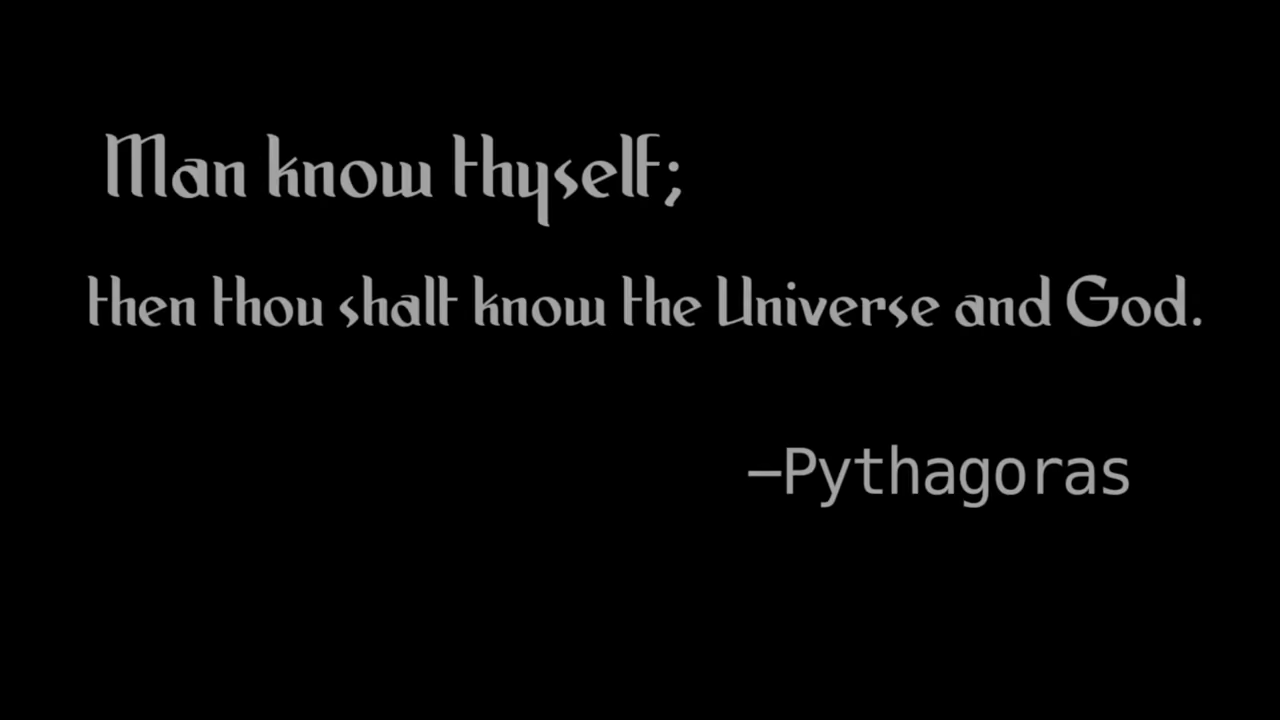 Man know thyself;
then thou shalt know the Universe and God.
–Pythagoras